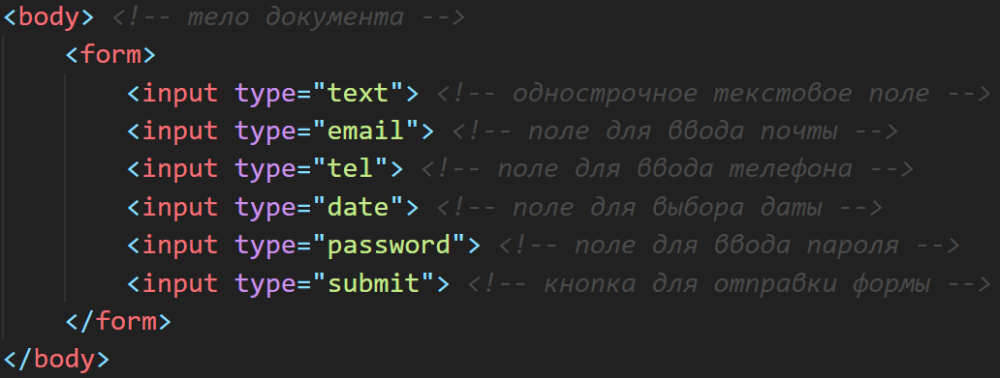 <body> <!-- тело документа -->
<form>
<input type="text"> <!-- однострочное текстовое поле -->
<input type="email"> <!-- поле для ввода почты -->
<input type="tel"> <!-- поле для ввода телефона -->
<input type="date"> <!-- поле для выбора даты -->
<input type="password"> <!-- поле для ввода пароля -->
<input type="submit"> <!-- кнопка для отправки формы -->
</form>
</body>